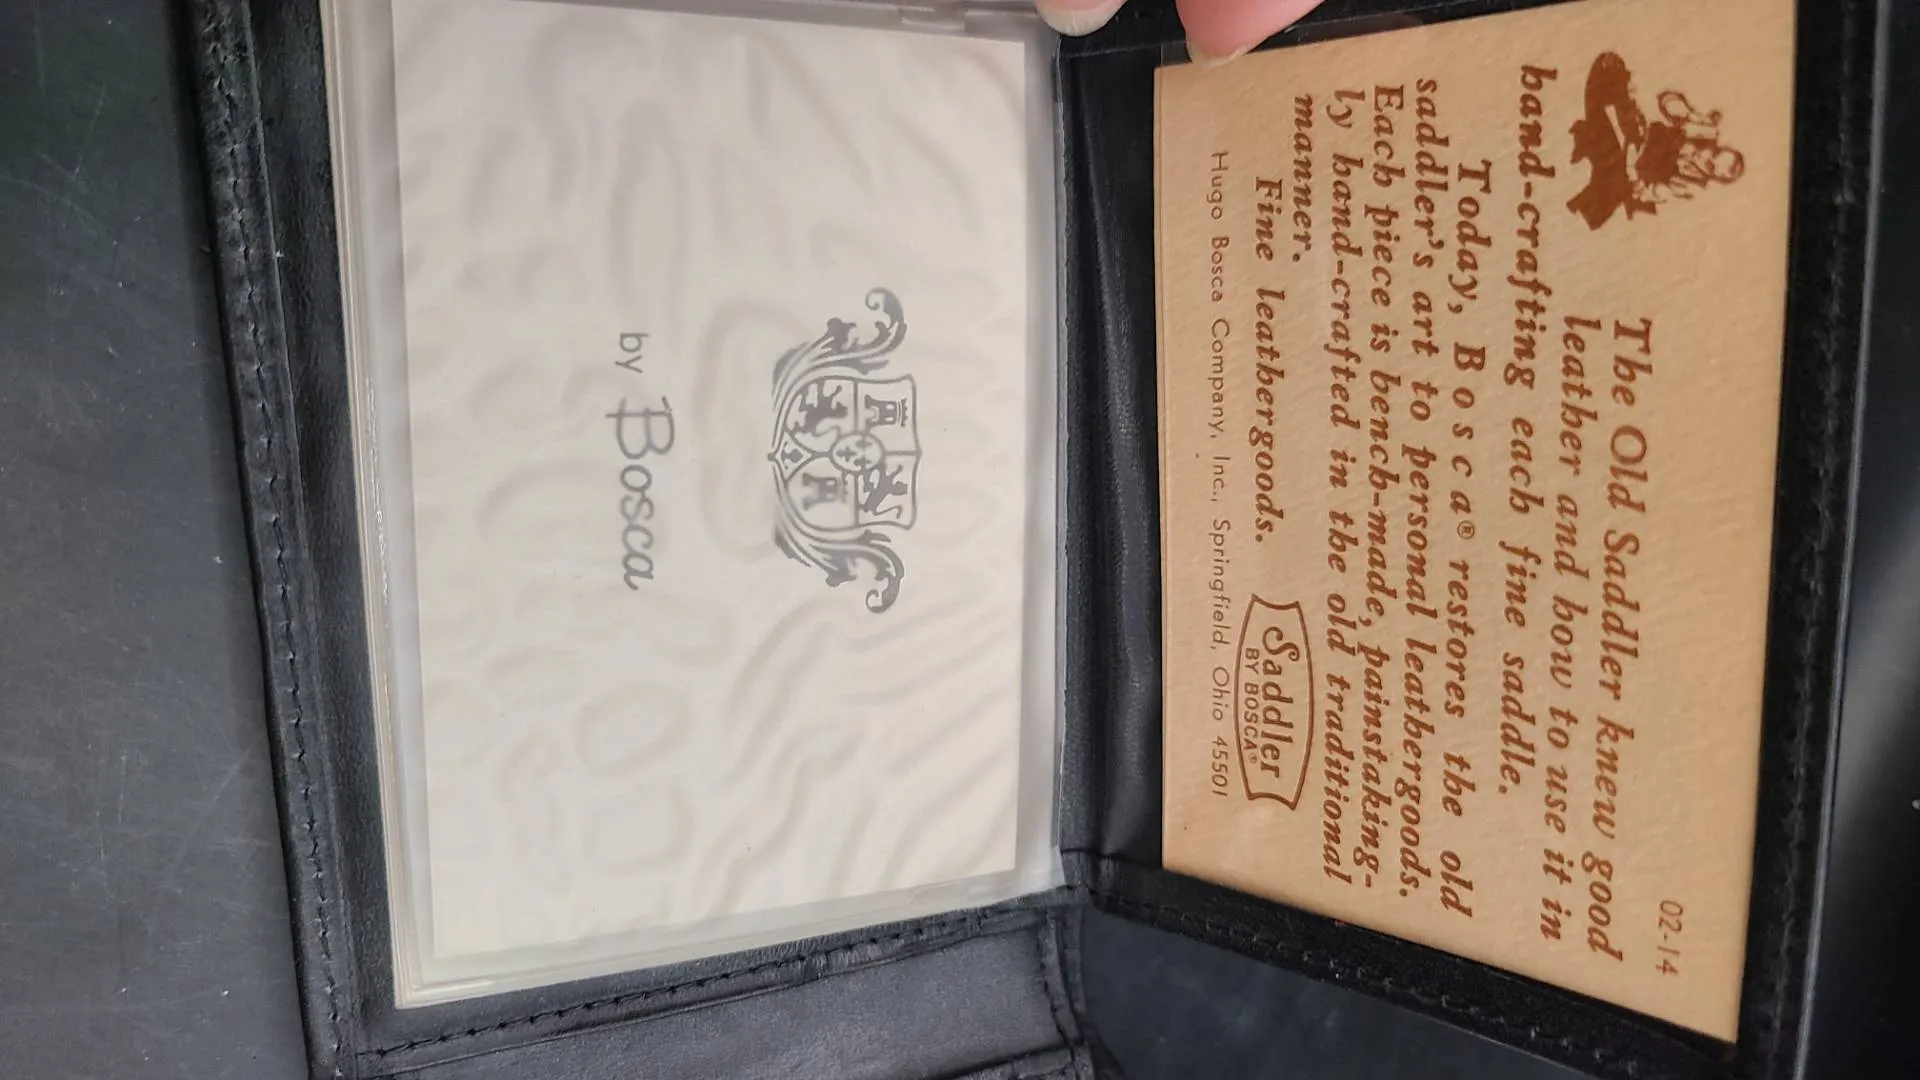 02-14
The Old Saddler knew good
leather and how to use it in
hand-crafting each fine saddle.
Today, Bosca® restores the old
saddler's art to personal leathergoods.
Each piece is bench-made, painstaking-
ly hand-crafted in the old traditional
manner.
Fine leathergoods.
Saddler
BY BOSCA®
Hugo Bosca Company, Inc., Springfield, Ohio 45501
by Bosca